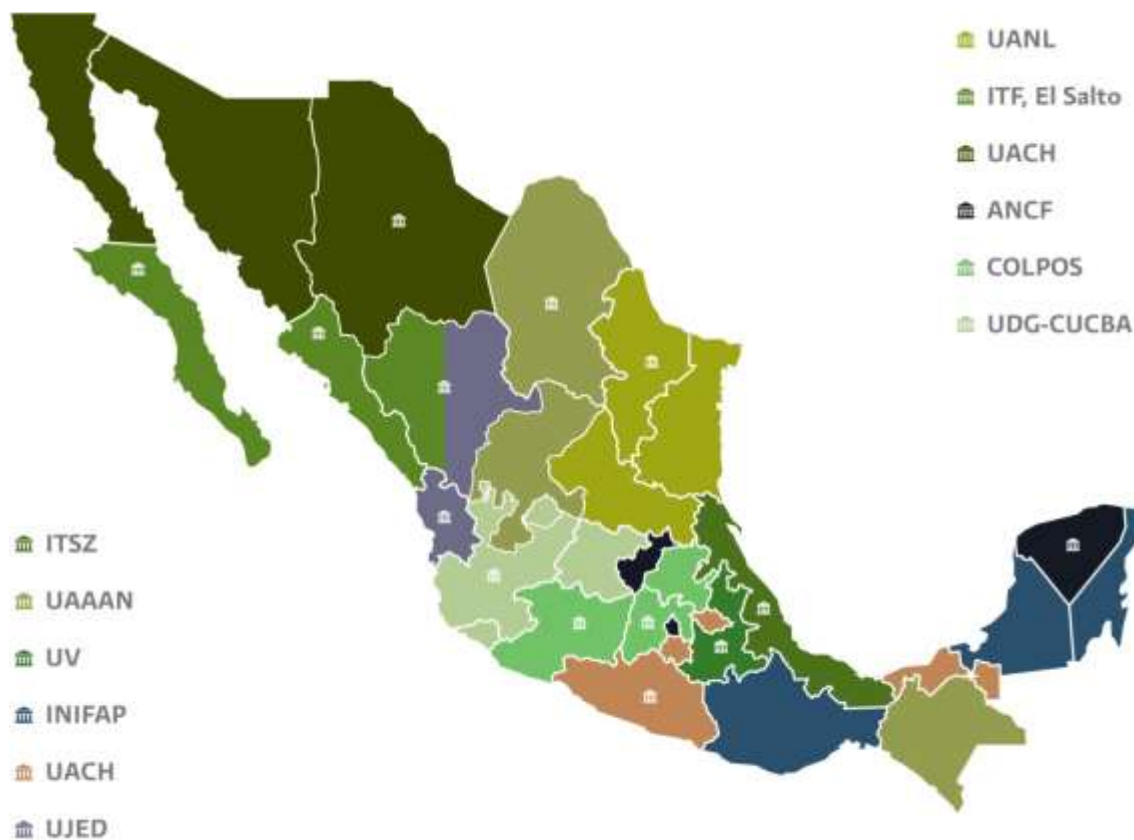 UANL
ITF, El Salto
UACH
ANCF
COLPOS
UDG-CUCBA
ITSZ
UAAAN
UV
INIFAP
UACH
UJED